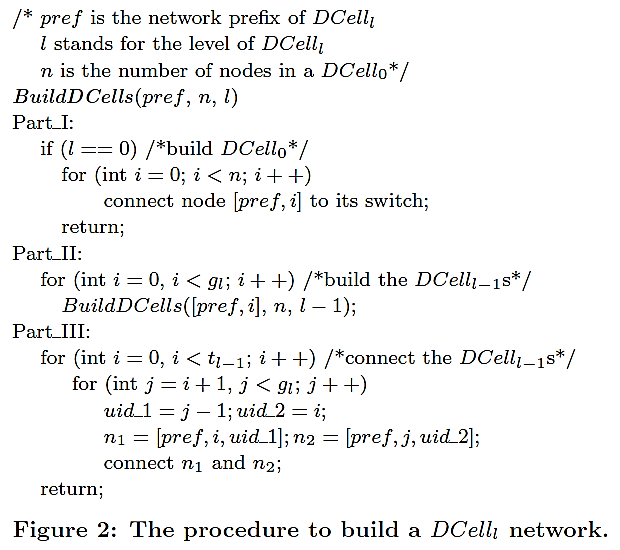 /* pref is the network prefix of DCell_l
l stands for the level of DCell_l
n is the number of nodes in a DCell_0*/
BuildDCells(pref, n, l)
Part_I:
if (l == 0) /*build DCell_0*/
for (int i = 0; i < n; i + +)
connect node [pref, i] to its switch;
return;
Part_II:
for (int i = 0, i < g_l; i + +) /*build the DCell_{l−1}s*/
BuildDCells([pref, i], n, l − 1);
Part_III:
for (int i = 0, i < t_{l−1}; i + +) /*connect the DCell_{l−1}s*/
for (int j = i + 1, j < g_l; j + +)
uid_1 = j − 1; uid_2 = i;
n_1 = [pref, i, uid_1]; n_2 = [pref, j, uid_2];
connect n_1 and n_2;
return;
Figure 2: The procedure to build a DCell_l network.